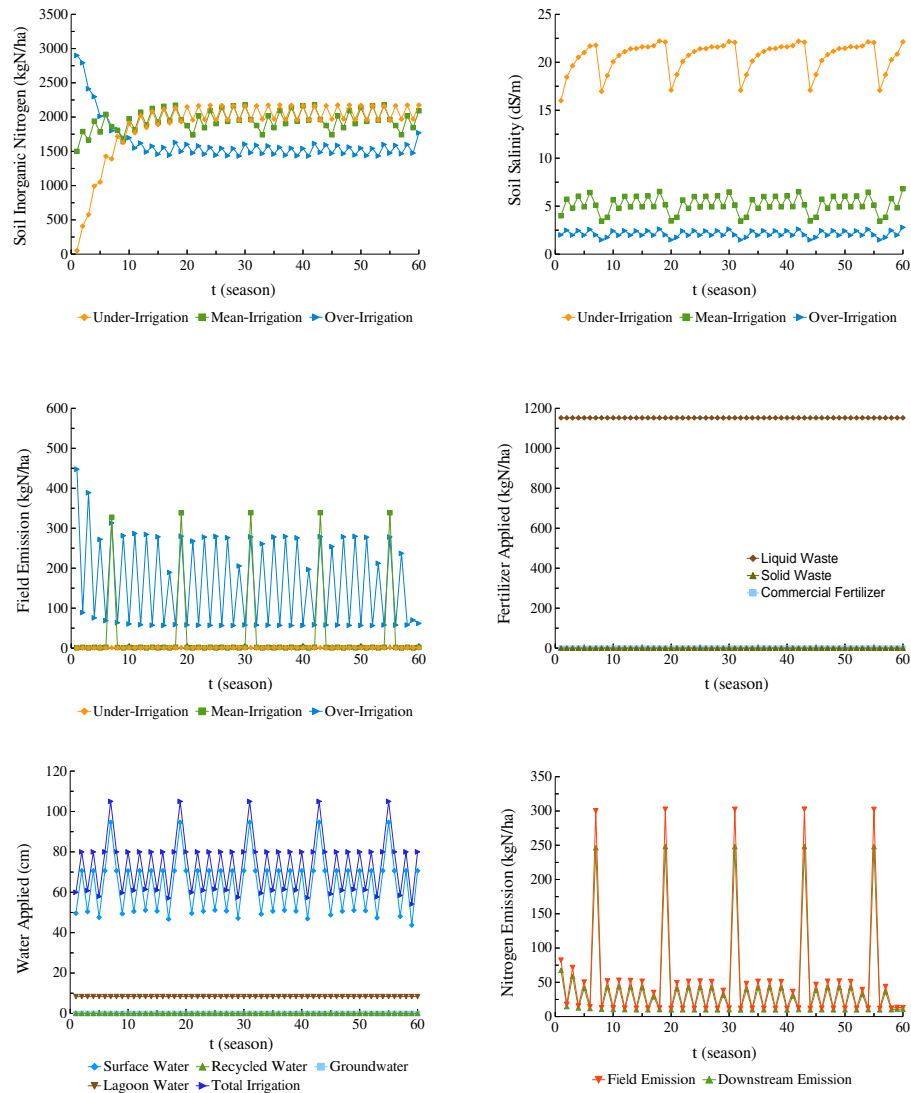 Soil Inorganic Nitrogen (kgN/ha)
3500
3000
2500
2000
1500
1000
500
0
0 10 20 30 40 50 60
t (season)
Under-Irrigation Mean-Irrigation Over-Irrigation
Soil Salinity (dS/m)
25
20
15
10
5
0
0 10 20 30 40 50 60
t (season)
Under-Irrigation Mean-Irrigation Over-Irrigation
Field Emission (kgN/ha)
600
500
400
300
200
100
0
0 10 20 30 40 50 60
t (season)
Under-Irrigation Mean-Irrigation Over-Irrigation
Fertilizer Applied (kgN/ha)
1200
1000
800
600
400
200
0
Liquid Waste
Solid Waste
Commercial Fertilizer
0 10 20 30 40 50 60
t (season)
Water Applied (cm)
120
100
80
60
40
20
0
0 10 20 30 40 50 60
t (season)
Surface Water Recycled Water Groundwater
Lagoon Water Total Irrigation
Nitrogen Emission (kgN/ha)
350
300
250
200
150
100
50
0
0 10 20 30 40 50 60
t (season)
Field Emission Downstream Emission